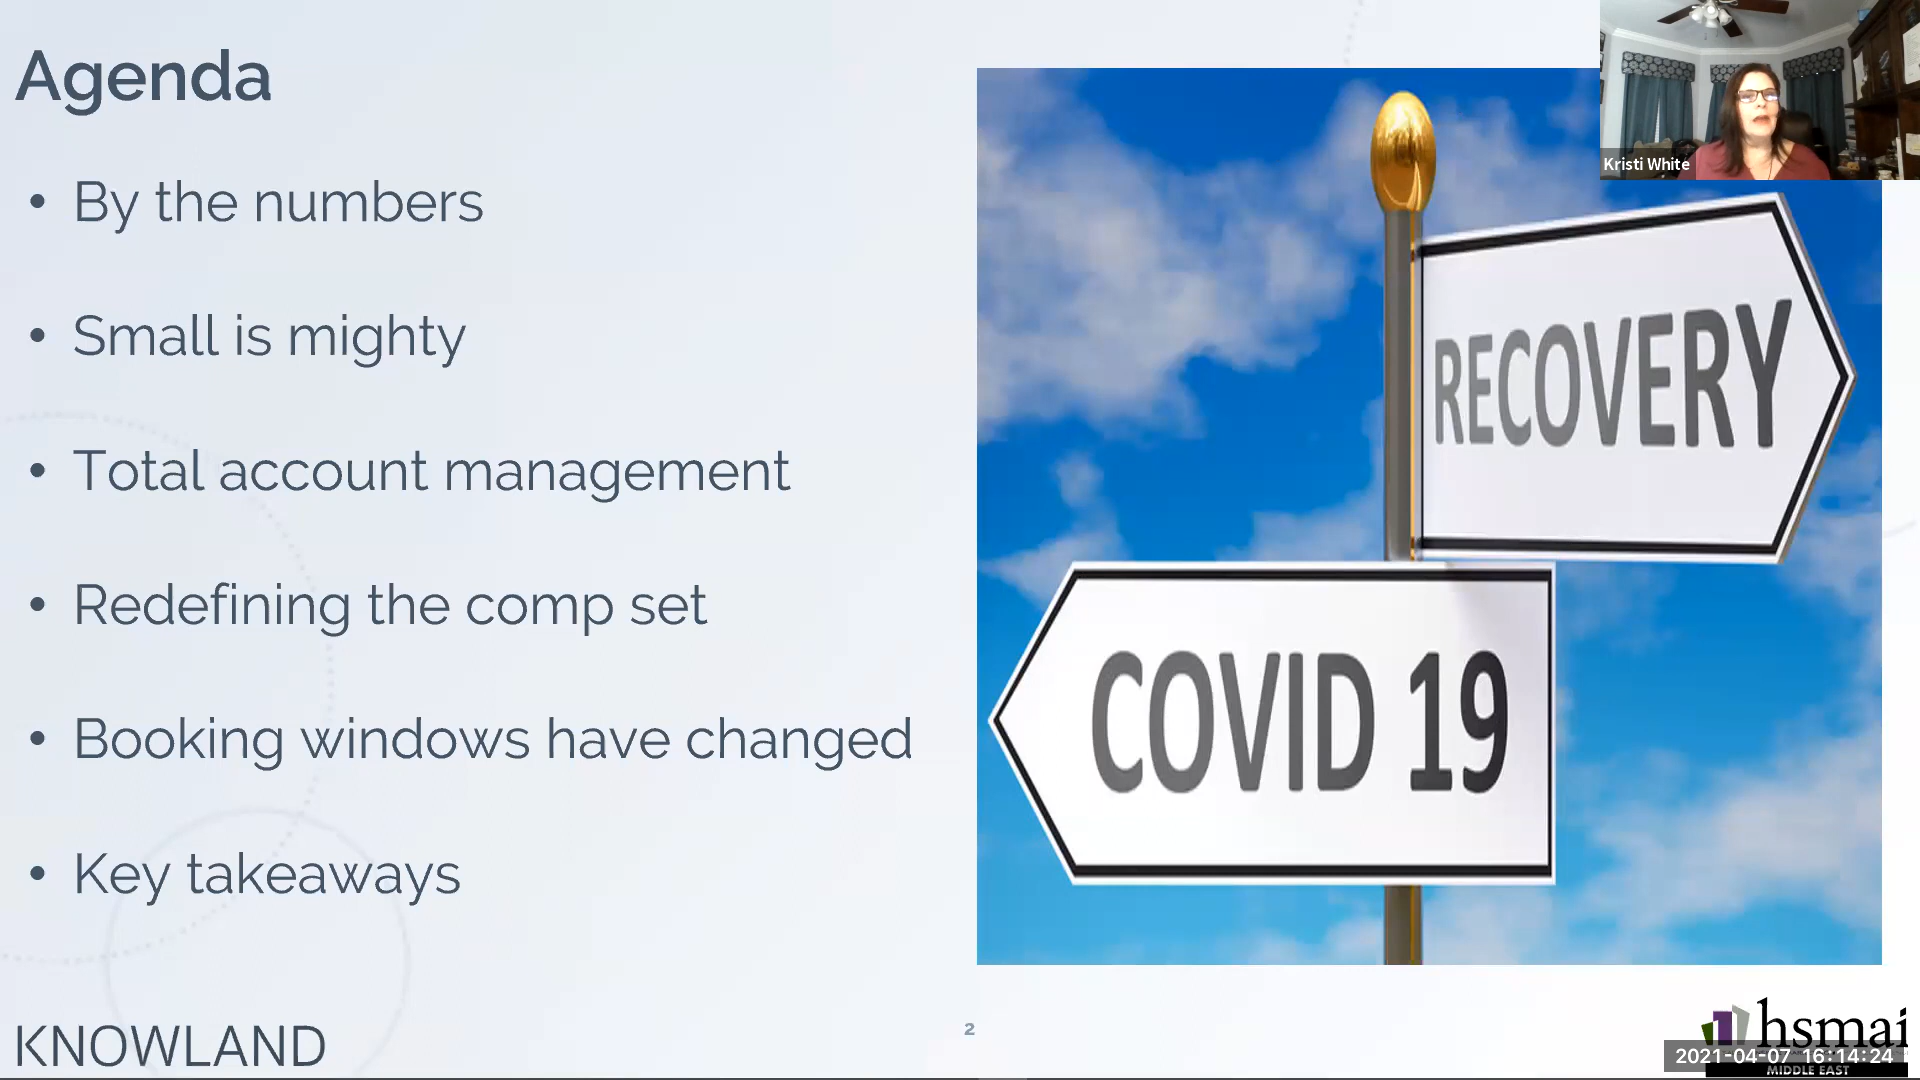 Agenda
• By the numbers
• Small is mighty
• Total account management
• Redefining the comp set
• Booking windows have changed
• Key takeaways
RECOVERY
COVID 19
Kristi White
KNOWLAND
2
hsmai
2021-04-07 16:14:24
MIDDLE EAST